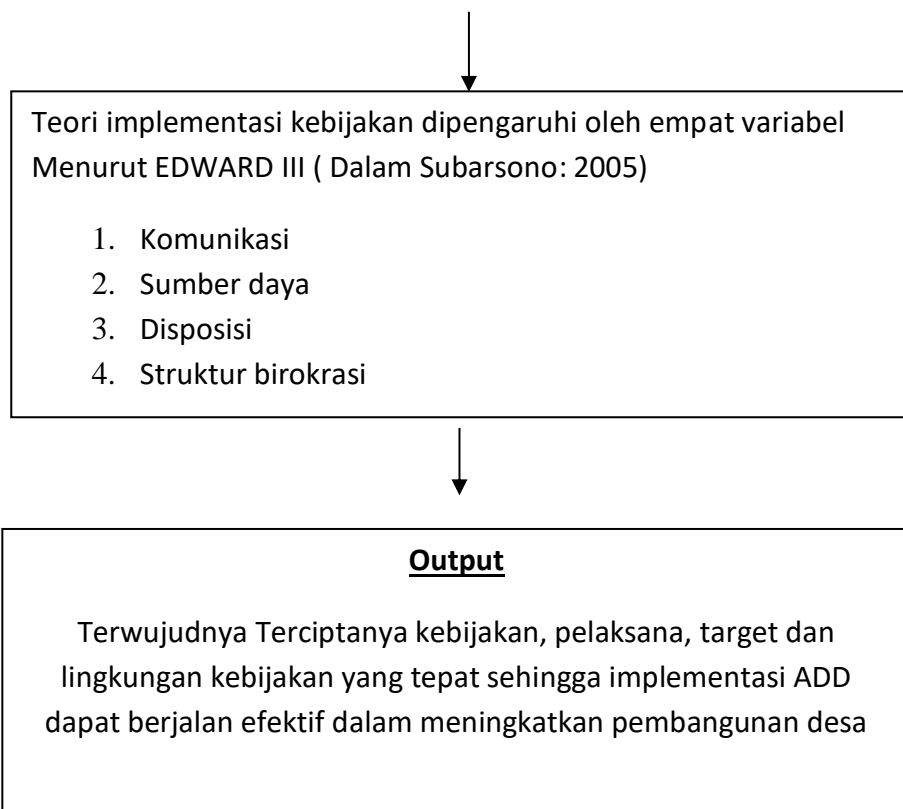 Teori implementasi kebijakan dipengaruhi oleh empat variabel
Menurut EDWARD III ( Dalam Subarsono: 2005)
1. Komunikasi
2. Sumber daya
3. Disposisi
4. Struktur birokrasi
Output
Terwujudnya Terciptanya kebijakan, pelaksana, target dan
lingkungan kebijakan yang tepat sehingga implementasi ADD
dapat berjalan efektif dalam meningkatkan pembangunan desa